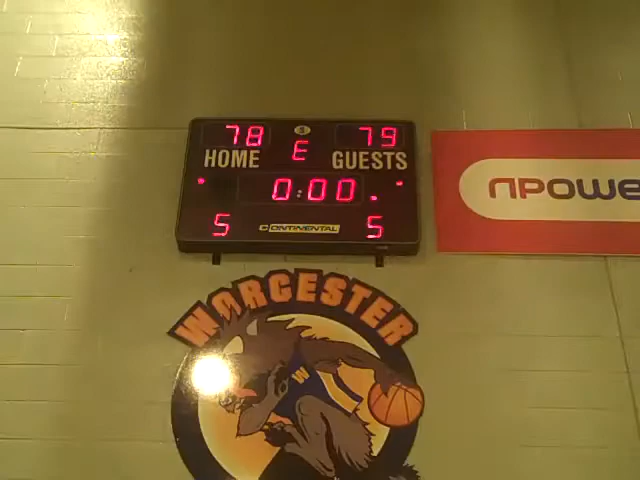 78 79
HOME E GUESTS
0:00
5 5
CONTINENTAL
npowe
WORCESTER
W